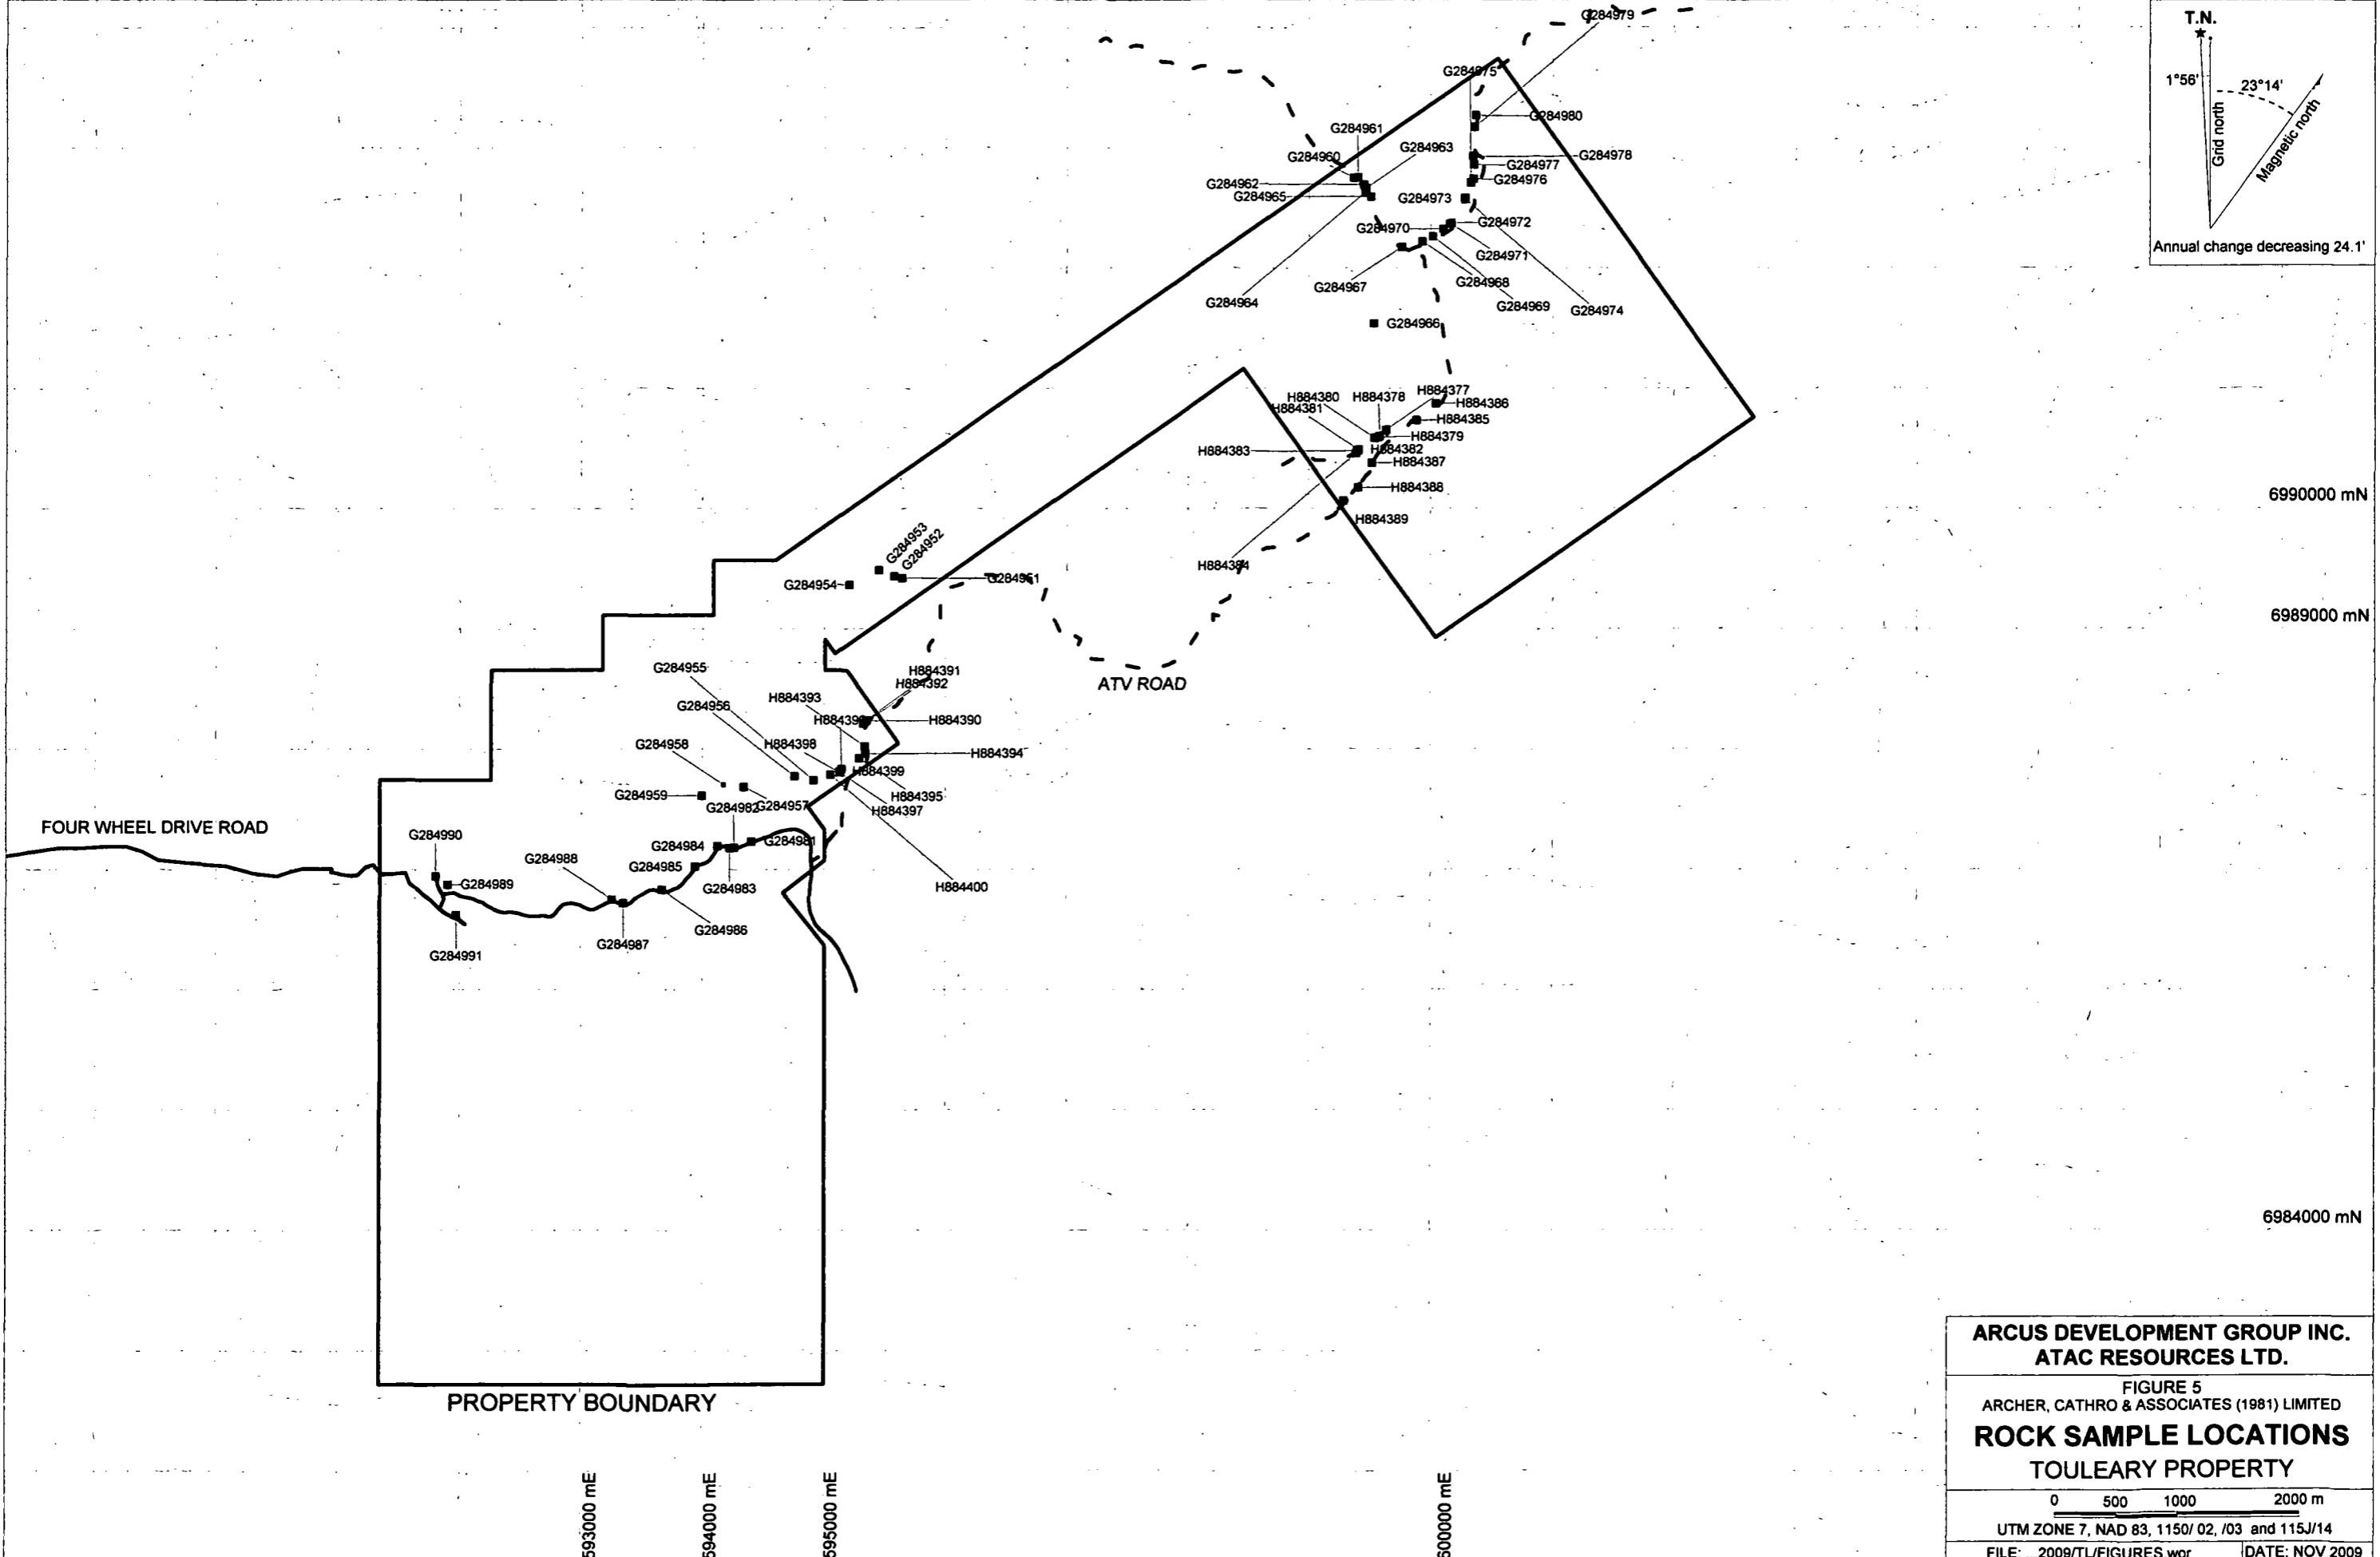 G284979
T.N.
G284975
1°56'
23°14'
Grid north
Magnetic north
Annual change decreasing 24.1'
G284980
G284961
G284963
G284960
G284978
G284977
G284962
G284976
G284965
G284973
G284972
G284970
G284971
G284968
G284967
G284964
G284969
G284974
G284966
H884377
H884380
H884378
H884386
H884381
H884385
H884379
H884383
H884382
H884387
H884388
6990000 mN
H884389
G284953
G284952
H884384
G284951
G284954
6989000 mN
G284955
H884391
H884392
ATV ROAD
H884393
G284956
H884390
G284958
H884398
H884394
H884399
G284959
H884395
G284982
G284957
H884397
FOUR WHEEL DRIVE ROAD
G284990
G284984
G284981
G284988
G284985
G284989
G284983
H884400
G284986
G284987
G284991
6984000 mN
PROPERTY BOUNDARY
593000 mE
594000 mE
595000 mE
600000 mE
ARCUS DEVELOPMENT GROUP INC.
ATAC RESOURCES LTD.
FIGURE 5
ARCHER, CATHRO & ASSOCIATES (1981) LIMITED
ROCK SAMPLE LOCATIONS
TOULEARY PROPERTY
0 500 1000 2000 m
UTM ZONE 7, NAD 83, 1150/ 02, /03 and 115J/14
FILE: ...2009/TL/FIGURES.wor
DATE: NOV 2009